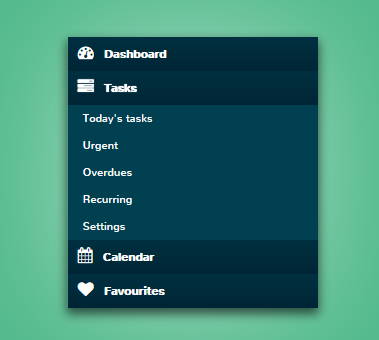 Dashboard
Tasks
Today's tasks
Urgent
Overdues
Recurring
Settings
Calendar
Favourites